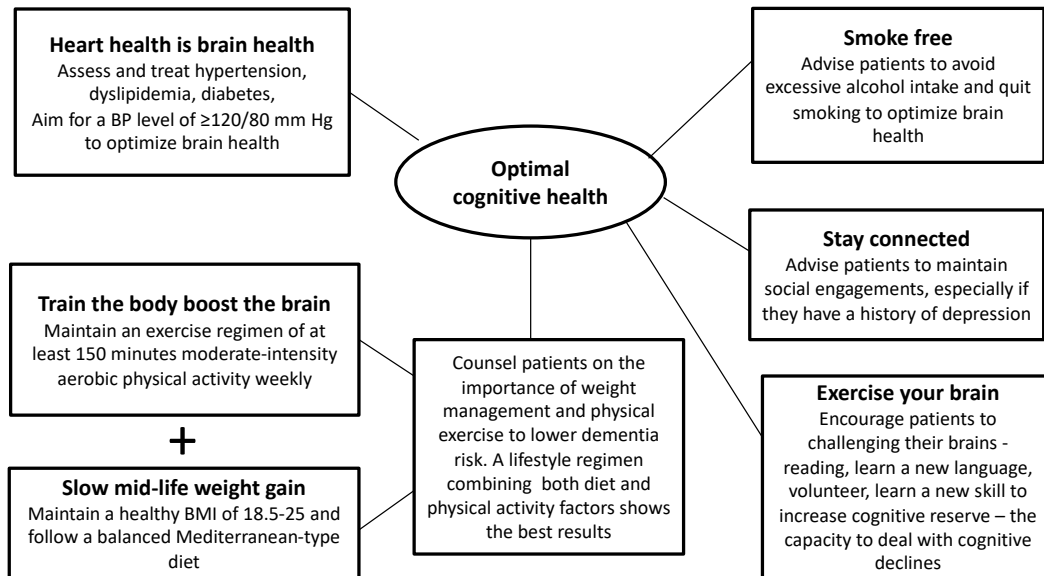 Heart health is brain health
Assess and treat hypertension,
dyslipidemia, diabetes,
Aim for a BP level of ≥120/80 mm Hg
to optimize brain health
Smoke free
Advise patients to avoid
excessive alcohol intake and quit
smoking to optimize brain
health
Optimal
cognitive health
Stay connected
Advise patients to maintain
social engagements, especially if
they have a history of depression
Train the body boost the brain
Maintain an exercise regimen of at
least 150 minutes moderate-intensity
aerobic physical activity weekly
+
Slow mid-life weight gain
Maintain a healthy BMI of 18.5-25 and
follow a balanced Mediterranean-type
diet
Counsel patients on the
importance of weight
management and physical
exercise to lower dementia
risk. A lifestyle regimen
combining both diet and
physical activity factors shows
the best results
Exercise your brain
Encourage patients to
challenging their brains -
reading, learn a new language,
volunteer, learn a new skill to
increase cognitive reserve – the
capacity to deal with cognitive
declines